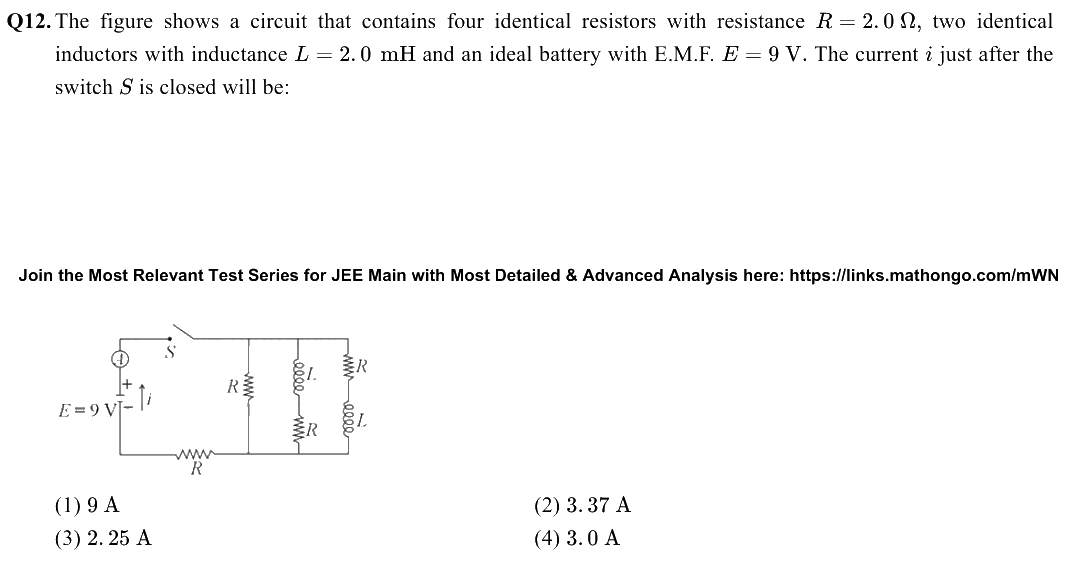 Q12. The figure shows a circuit that contains four identical resistors with resistance R = 2.0 Ω, two identical
inductors with inductance L = 2.0 mH and an ideal battery with E.M.F. E = 9 V. The current i just after the
switch S is closed will be:
Join the Most Relevant Test Series for JEE Main with Most Detailed & Advanced Analysis here: https://links.mathongo.com/mWN
S
L
R
+
R
i
E = 9 V
−
R
L
R
(1) 9 A
(2) 3.37 A
(3) 2.25 A
(4) 3.0 A